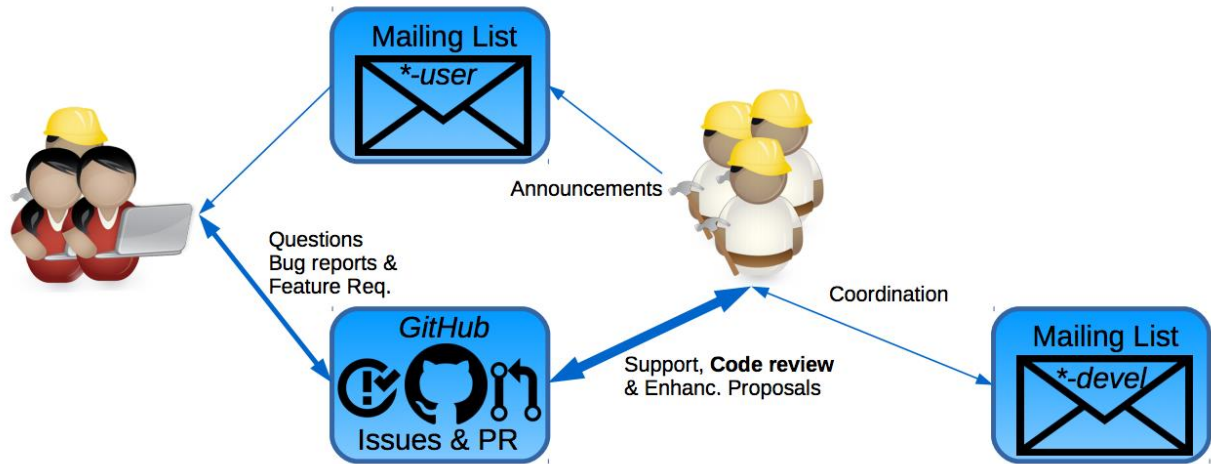 Mailing List
*-user
Announcements
Questions
Bug reports &
Feature Req.
GitHub
Issues & PR
Coordination
Support, Code review
& Enhanc. Proposals
Mailing List
*-devel